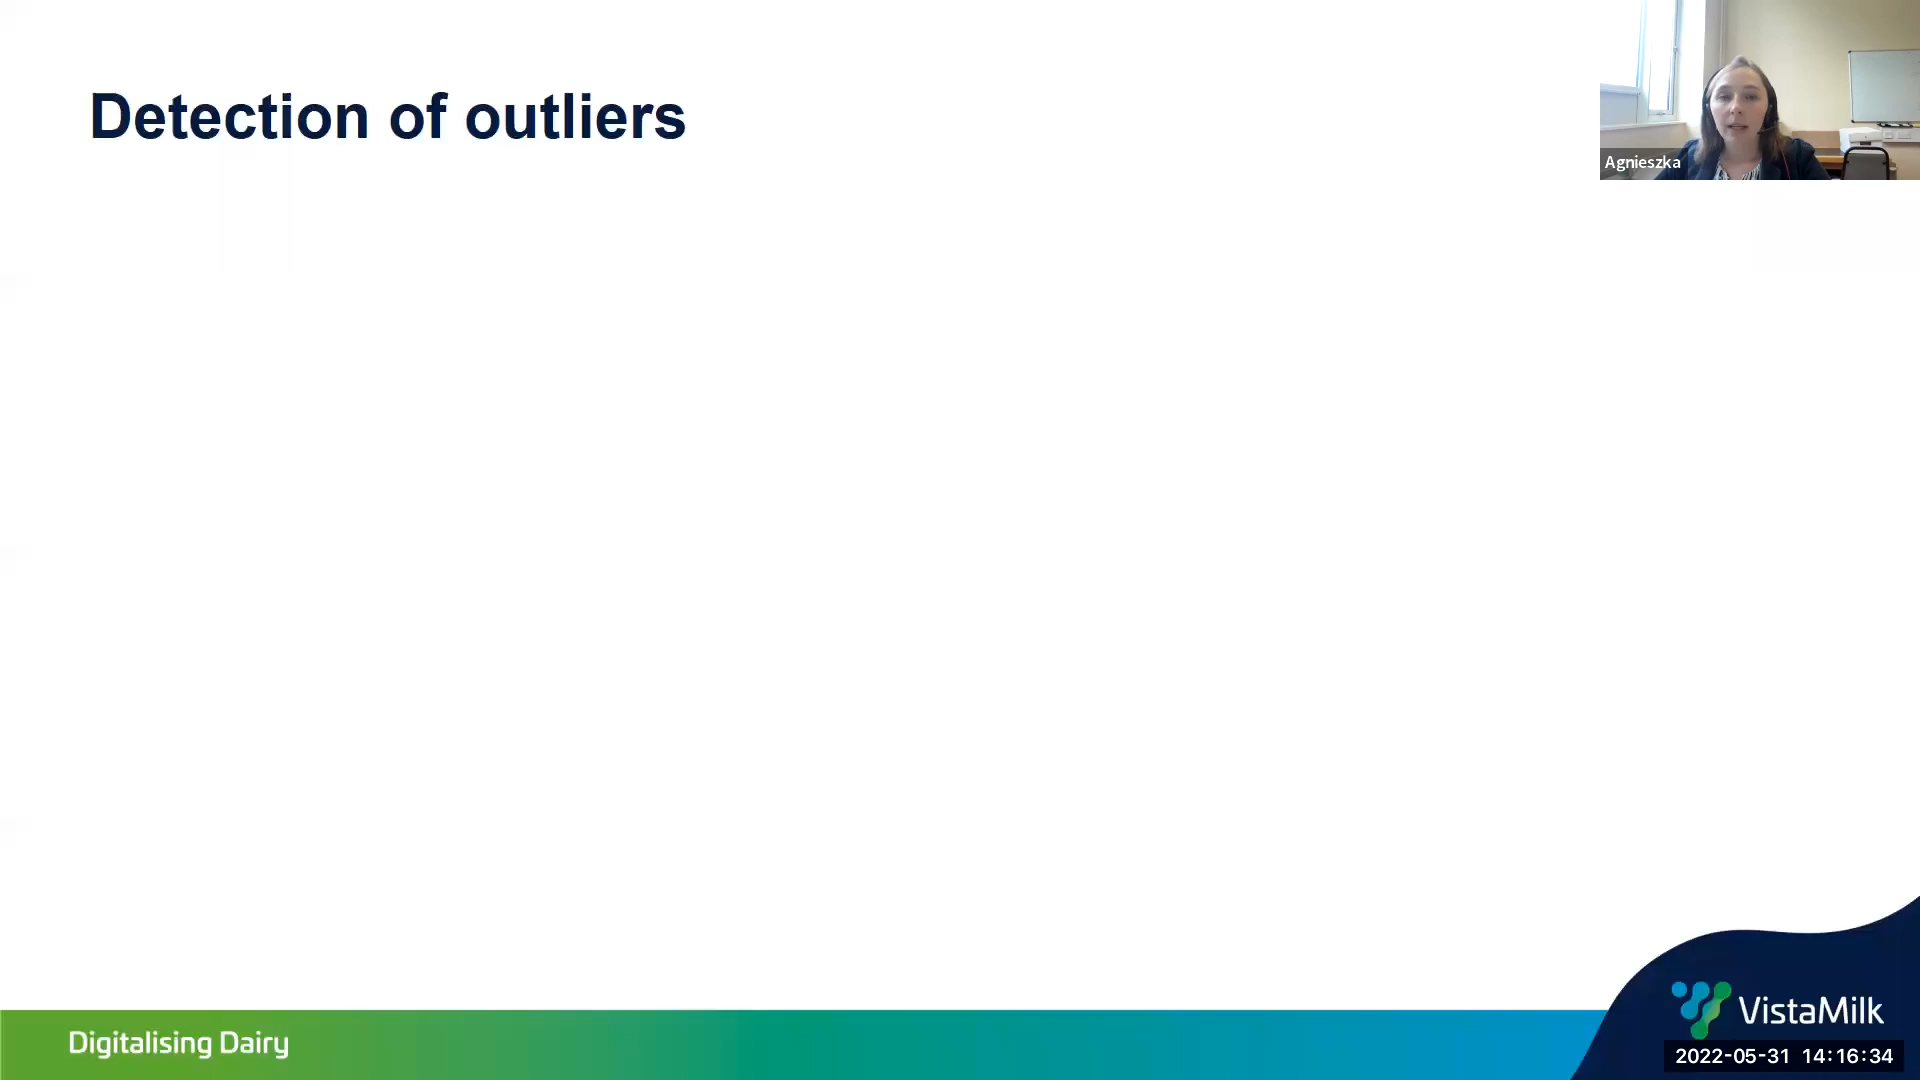 Detection of outliers
Agnieszka
Digitalising Dairy
VistaMilk
2022-05-31 14:16:34